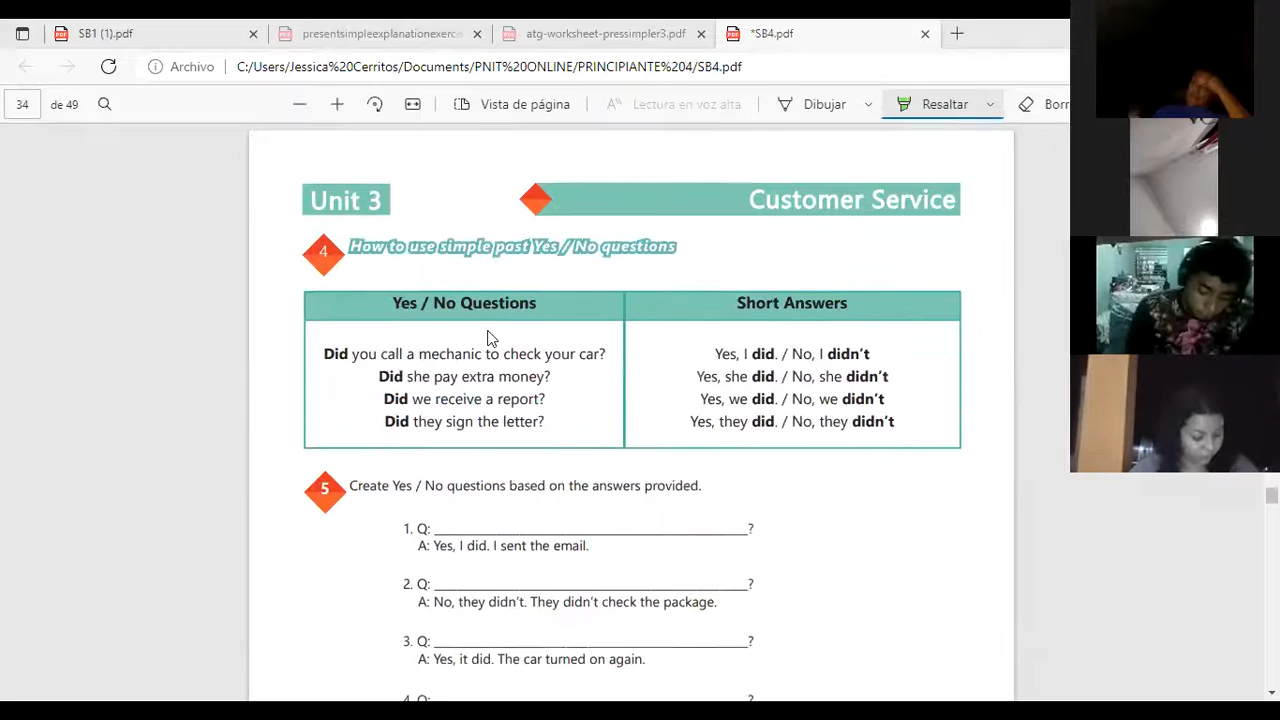 SB1 (1).pdf
presentsimpleexplanationexerc
atg-worksheet-pressimpler3.pdf
*SB4.pdf
Archivo
C:/Users/Jessica%20Cerritos/Documents/PNIT%20ONLINE/PRINCIPIANTE%204/SB4.pdf
34
de 49
Vista de página
Lectura en voz alta
Dibujar
Resaltar
Borr
Unit 3
Customer Service
4
How to use simple past Yes / No questions
Yes / No Questions
Short Answers
Did you call a mechanic to check your car?
Yes, I did. / No, I didn't
Did she pay extra money?
Yes, she did. / No, she didn't
Did we receive a report?
Yes, we did. / No, we didn't
Did they sign the letter?
Yes, they did. / No, they didn't
5
Create Yes / No questions based on the answers provided.
1. Q: ______________________________________?
A: Yes, I did. I sent the email.
2. Q: ______________________________________?
A: No, they didn't. They didn't check the package.
3. Q: ______________________________________?
A: Yes, it did. The car turned on again.
4. Q: ______________________________________?